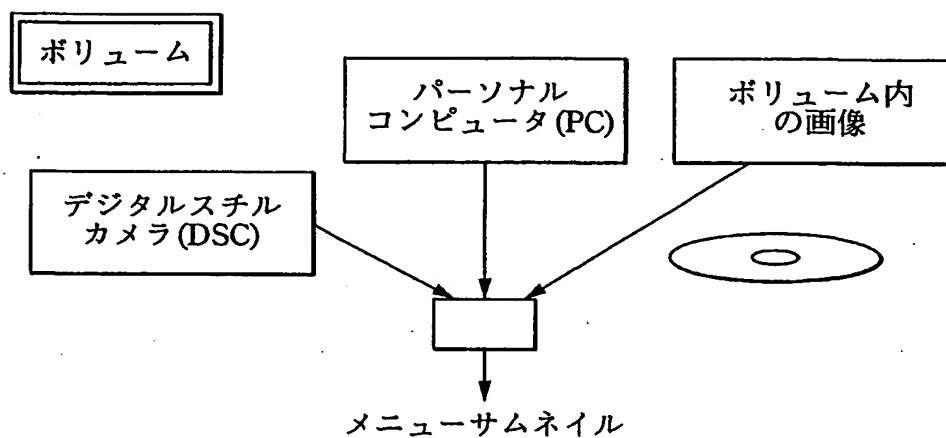 ボリューム
パーソナル
コンピュータ(PC)
ボリューム内
の画像
デジタルスチル
カメラ(DSC)
メニューサムネイル